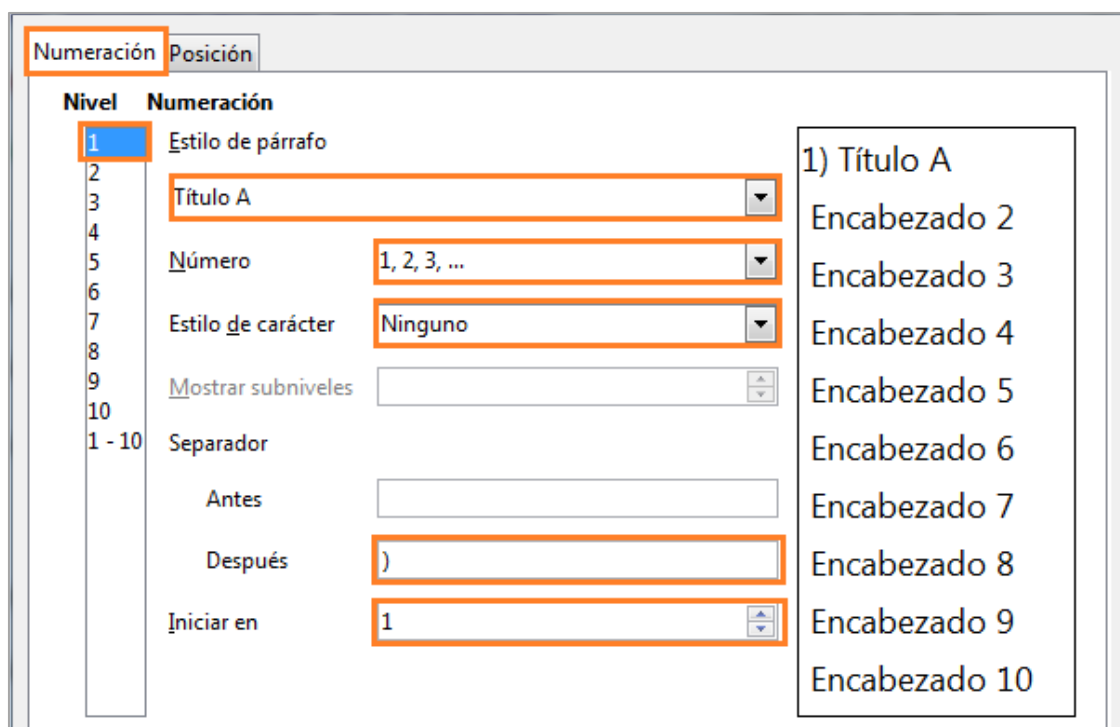 Numeración Posición
Nivel Numeración
1
2
3
4
5
6
7
8
9
10
1 - 10
Estilo de párrafo
Título A
Número 1, 2, 3, ...
Estilo de carácter Ninguno
Mostrar subniveles
Separador
Antes
Después )
Iniciar en 1
1) Título A
Encabezado 2
Encabezado 3
Encabezado 4
Encabezado 5
Encabezado 6
Encabezado 7
Encabezado 8
Encabezado 9
Encabezado 10